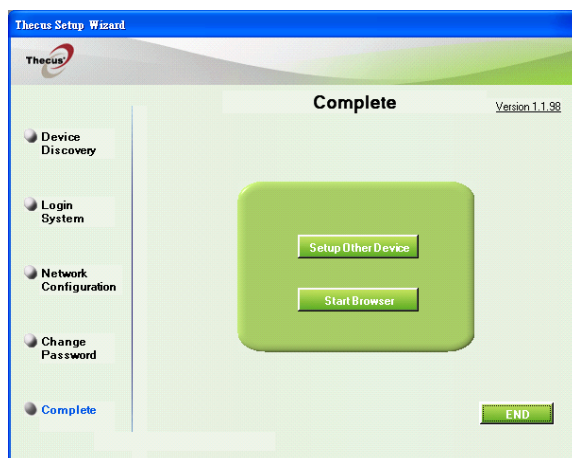 Thecus Setup Wizard
Thecus
Complete
Version 1.1.98
Device
Discovery
Login
System
Network
Configuration
Change
Password
Complete
Setup Other Device
Start Browser
END